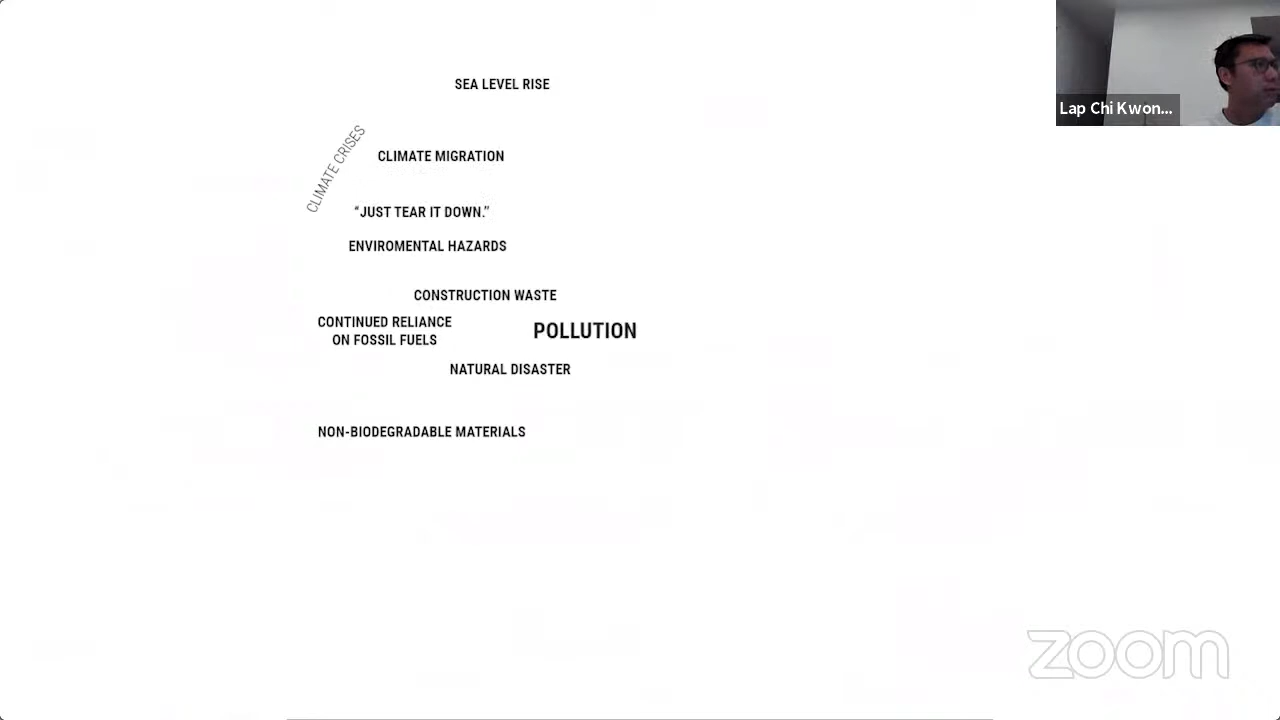 SEA LEVEL RISE
Lap Chi Kwon...
CLIMATE CRISES
CLIMATE MIGRATION
“JUST TEAR IT DOWN.”
ENVIROMENTAL HAZARDS
CONSTRUCTION WASTE
CONTINUED RELIANCE
ON FOSSIL FUELS
POLLUTION
NATURAL DISASTER
NON-BIODEGRADABLE MATERIALS
zoom